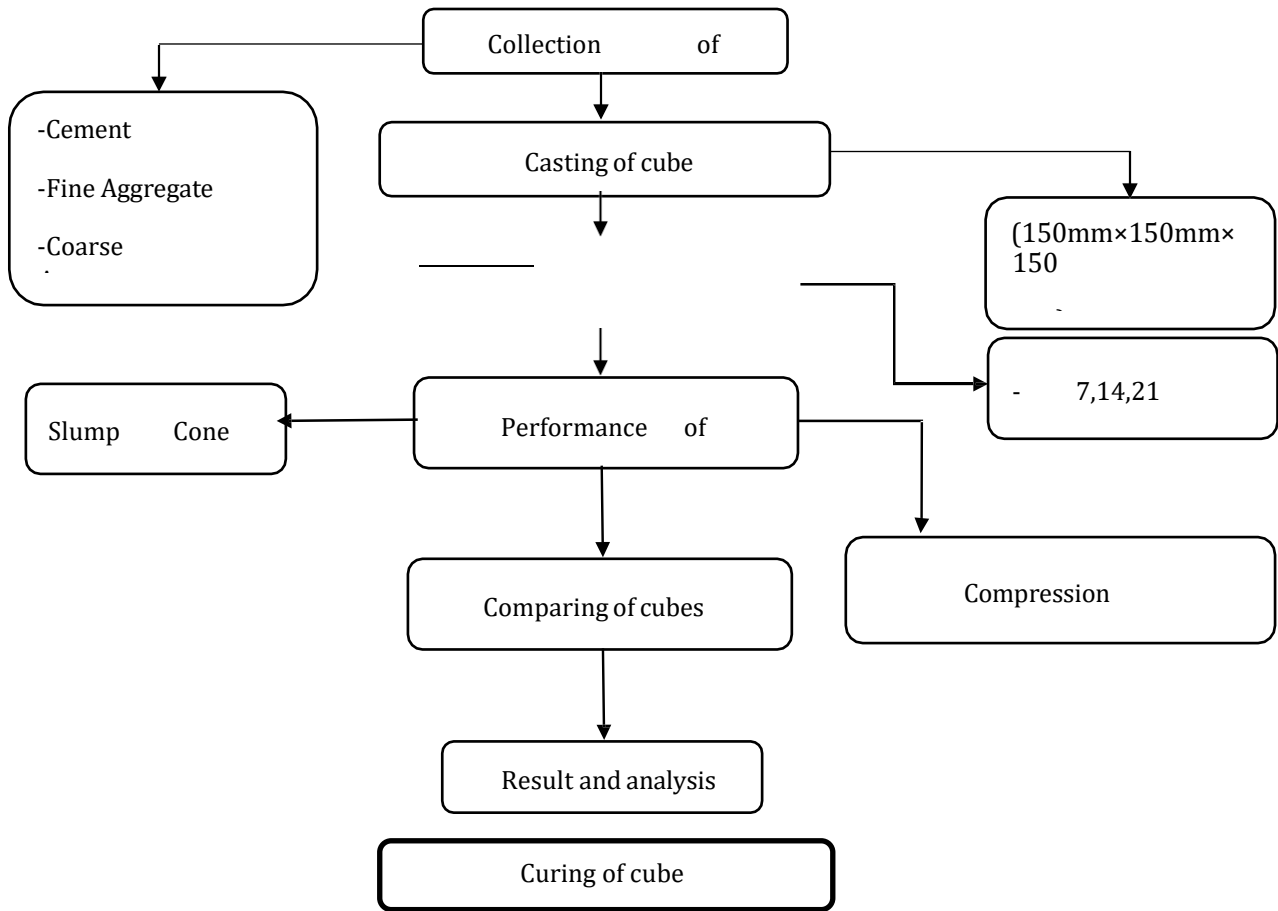 Collection of
-Cement
-Fine Aggregate
-Coarse
Casting of cube
(150mm×150mm×
150
- 7,14,21
Slump Cone
Performance of
Compression
Comparing of cubes
Result and analysis
Curing of cube